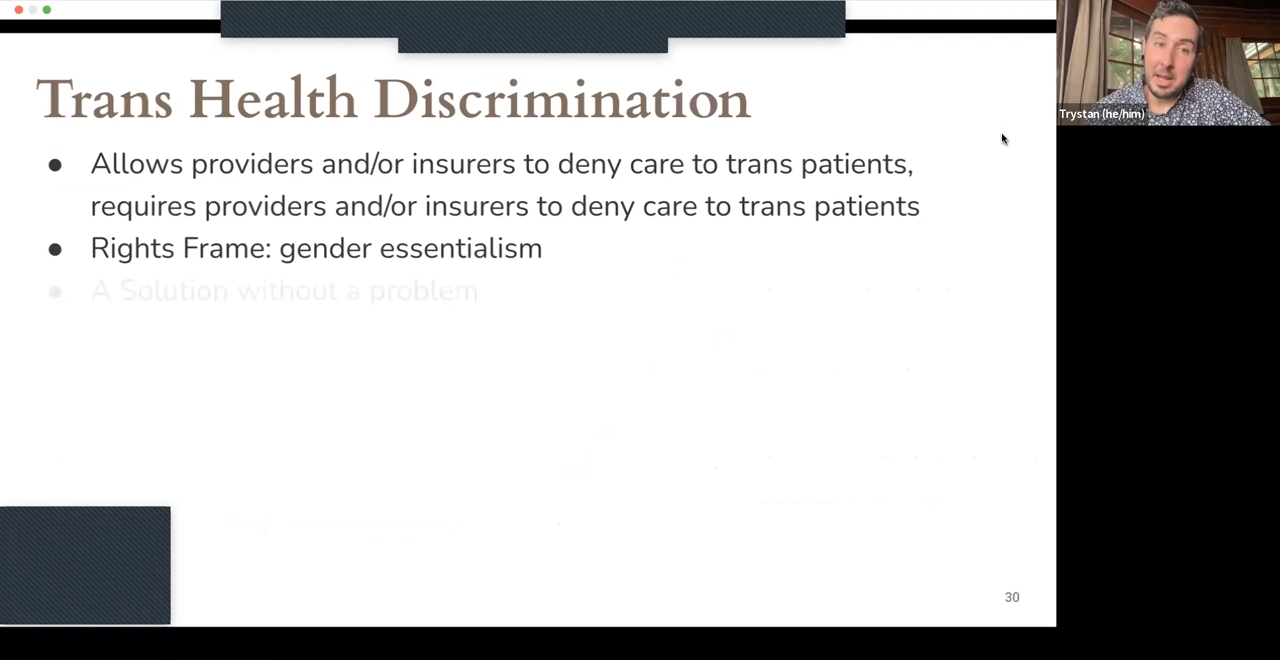 Trans Health Discrimination
● Allows providers and/or insurers to deny care to trans patients,
requires providers and/or insurers to deny care to trans patients
● Rights Frame: gender essentialism
● A Solution without a problem
30
Trystan (he/him)